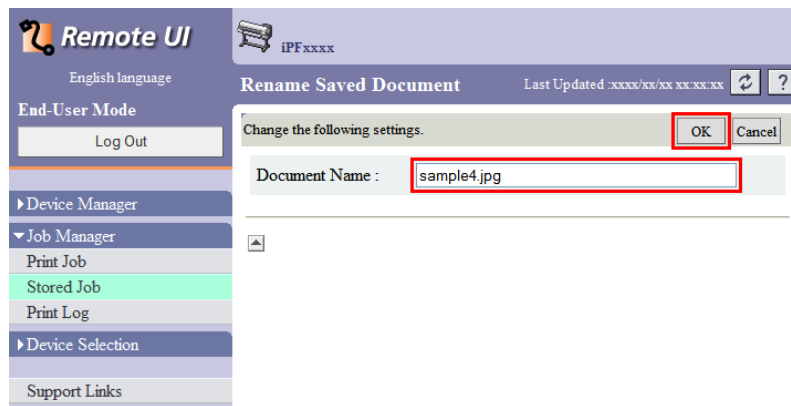 Remote UI
English language
End-User Mode
Log Out
Device Manager
Job Manager
Print Job
Stored Job
Print Log
Device Selection
Support Links
iPFxxxx
Rename Saved Document
Last Updated :xxxx/xx/xx xx:xx:xx
?
Change the following settings.
OK
Cancel
Document Name :
sample4.jpg